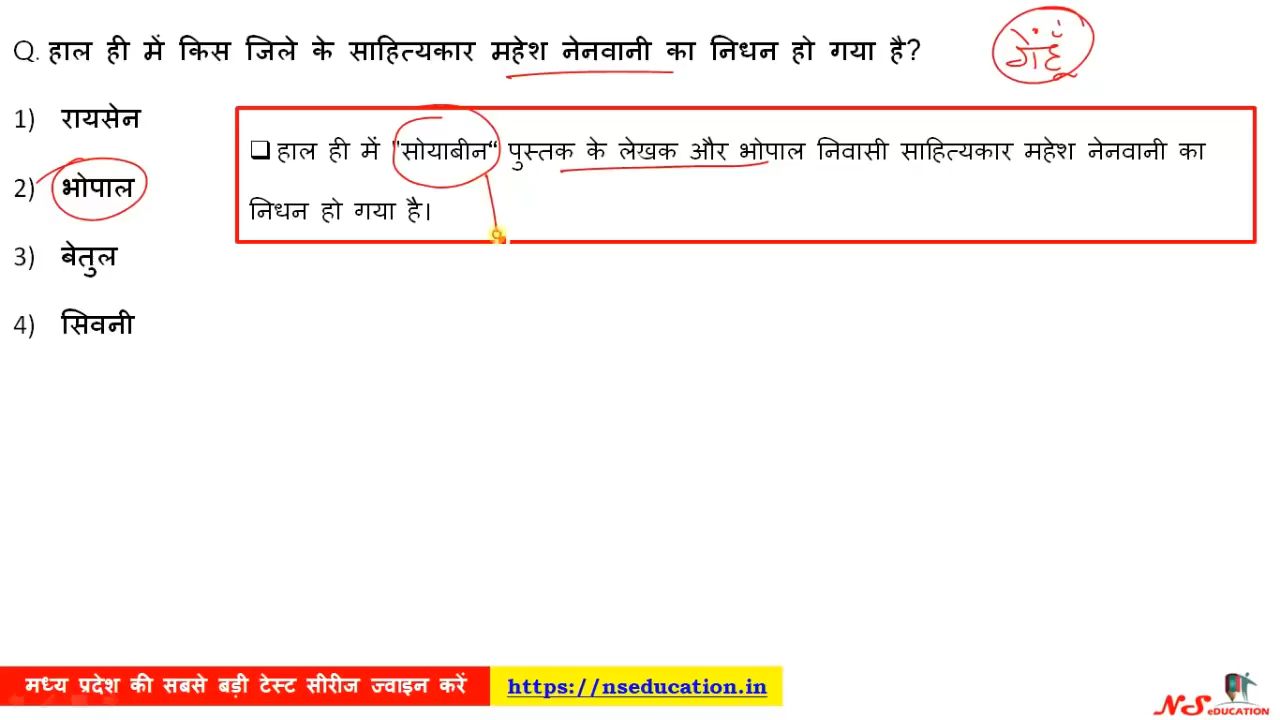 Q. हाल ही में किस जिले के साहित्यकार महेश नेनवानी का निधन हो गया है?
गेहूं
1) रायसेन
2) भोपाल
3) बेतुल
4) सिवनी
❑ हाल ही में "सोयाबीन“ पुस्तक के लेखक और भोपाल निवासी साहित्यकार महेश नेनवानी का
निधन हो गया है।
मध्य प्रदेश की सबसे बड़ी टेस्ट सीरीज ज्वाइन करें
https://nseducation.in
NS eDUCATION